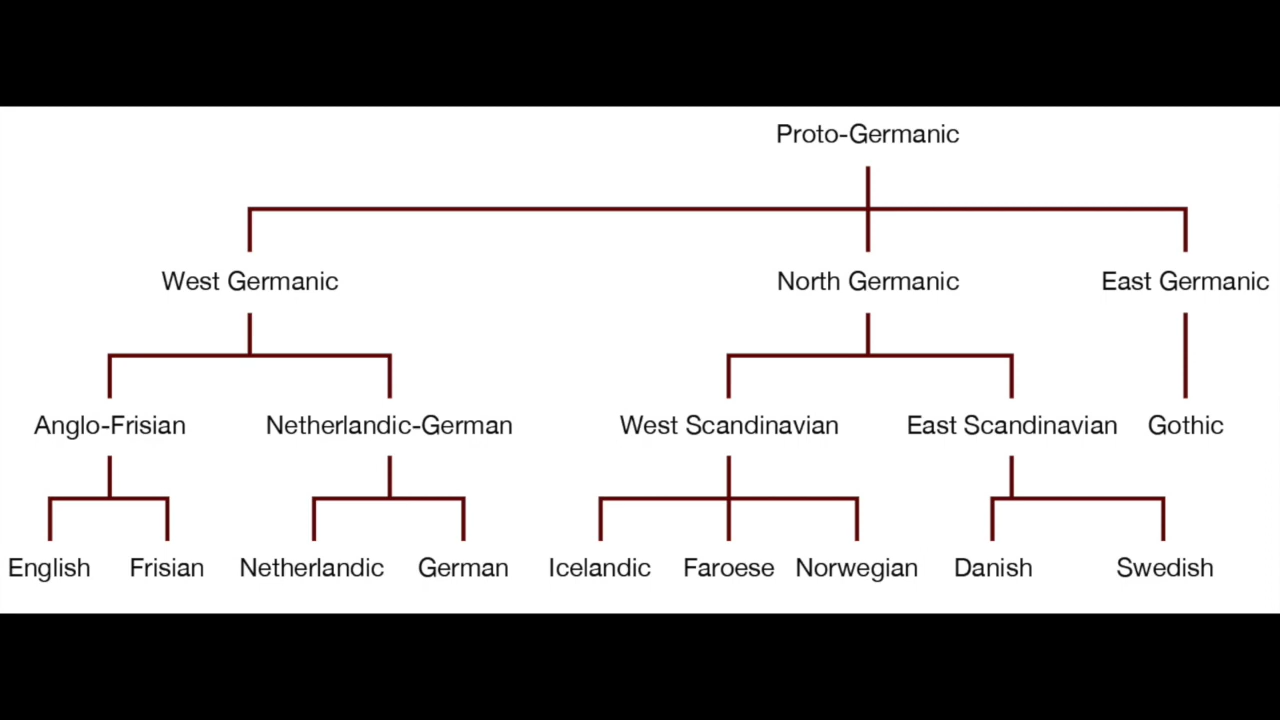 Proto-Germanic
West Germanic North Germanic East Germanic
Anglo-Frisian Netherlandic-German West Scandinavian East Scandinavian Gothic
English Frisian Netherlandic German Icelandic Faroese Norwegian Danish Swedish